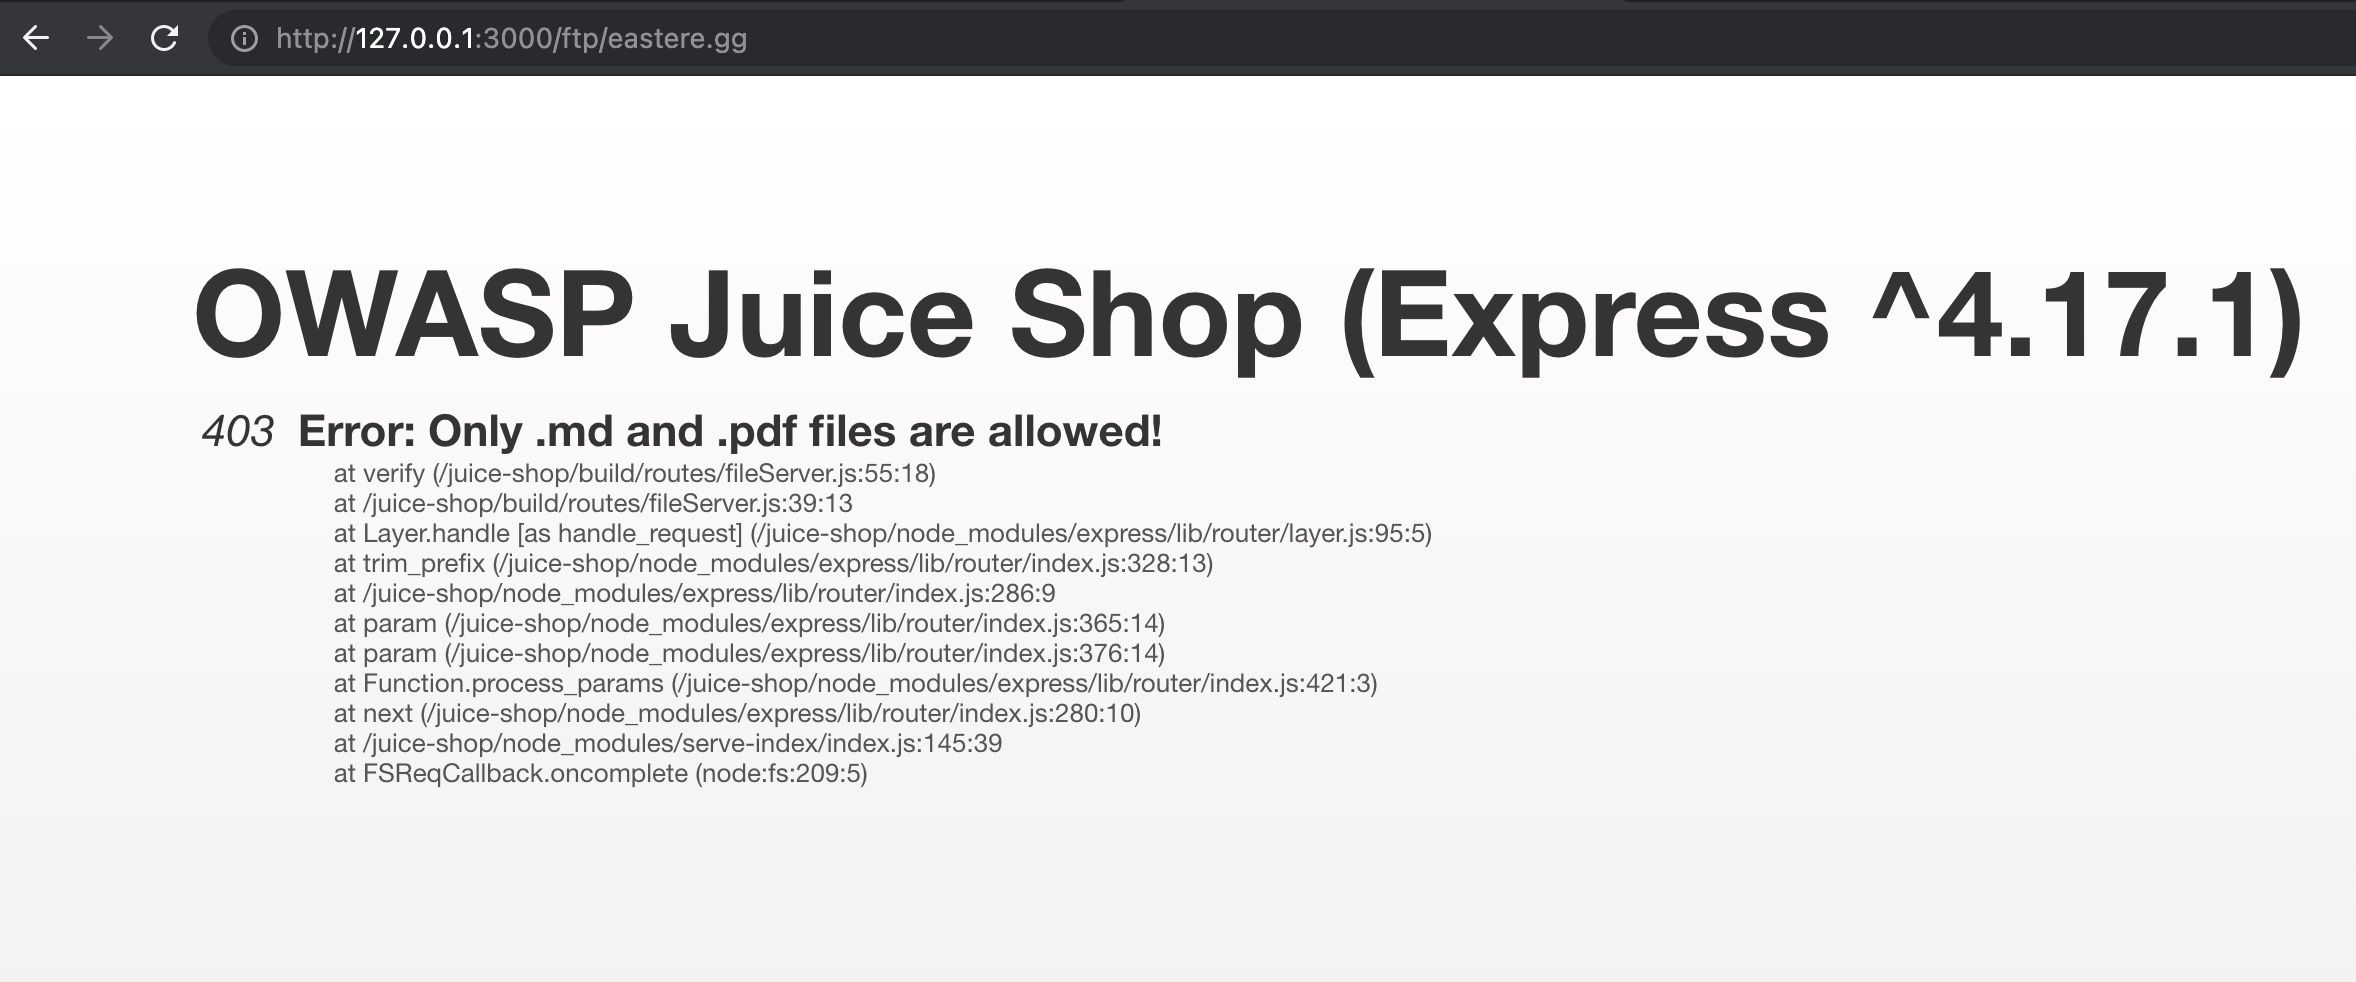 http://127.0.0.1:3000/ftp/eastere.gg
OWASP Juice Shop (Express ^4.17.1)
403 Error: Only .md and .pdf files are allowed!
at verify (/juice-shop/build/routes/fileServer.js:55:18)
at /juice-shop/build/routes/fileServer.js:39:13
at Layer.handle [as handle_request] (/juice-shop/node_modules/express/lib/router/layer.js:95:5)
at trim_prefix (/juice-shop/node_modules/express/lib/router/index.js:328:13)
at /juice-shop/node_modules/express/lib/router/index.js:286:9
at param (/juice-shop/node_modules/express/lib/router/index.js:365:14)
at param (/juice-shop/node_modules/express/lib/router/index.js:376:14)
at Function.process_params (/juice-shop/node_modules/express/lib/router/index.js:421:3)
at next (/juice-shop/node_modules/express/lib/router/index.js:280:10)
at /juice-shop/node_modules/serve-index/index.js:145:39
at FSReqCallback.oncomplete (node:fs:209:5)